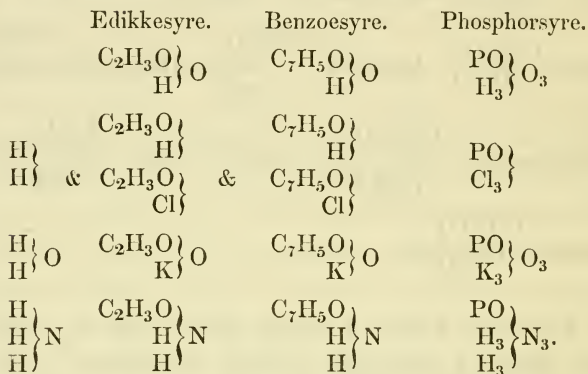 Edikkesyre. Benzoesyre. Phosphorsyre.
C₂H₃O C₇H₅O PO
H} O H} O H₃} O₃
C₂H₃O C₇H₅O
H H} H} PO
H} & C₂H₃O & C₇H₅O Cl₃}
Cl} Cl}
H C₂H₃O C₇H₅O PO
H} O K} O K} O K₃} O₃
H C₂H₃O C₇H₅O PO
H} N H} N H} N H₃} N₃.
H H H H₃